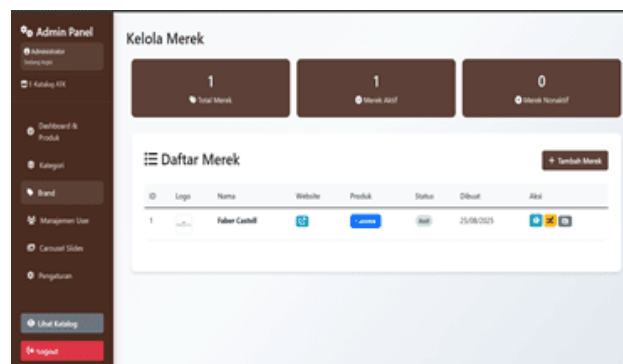 Admin Panel
Administrator
E-Katalog ATK
Dashboard &
Produk
Kategori
Brand
Manajemen User
Carousel Slides
Pengaturan
Lihat Katalog
Logout
Kelola Merek
1
Total Merek
1
Merek Aktif
0
Merek Nonaktif
Daftar Merek
+ Tambah Merek
ID Logo Nama Website Produk Status Dibuat Aksi
1 Faber Castell 25/08/2025